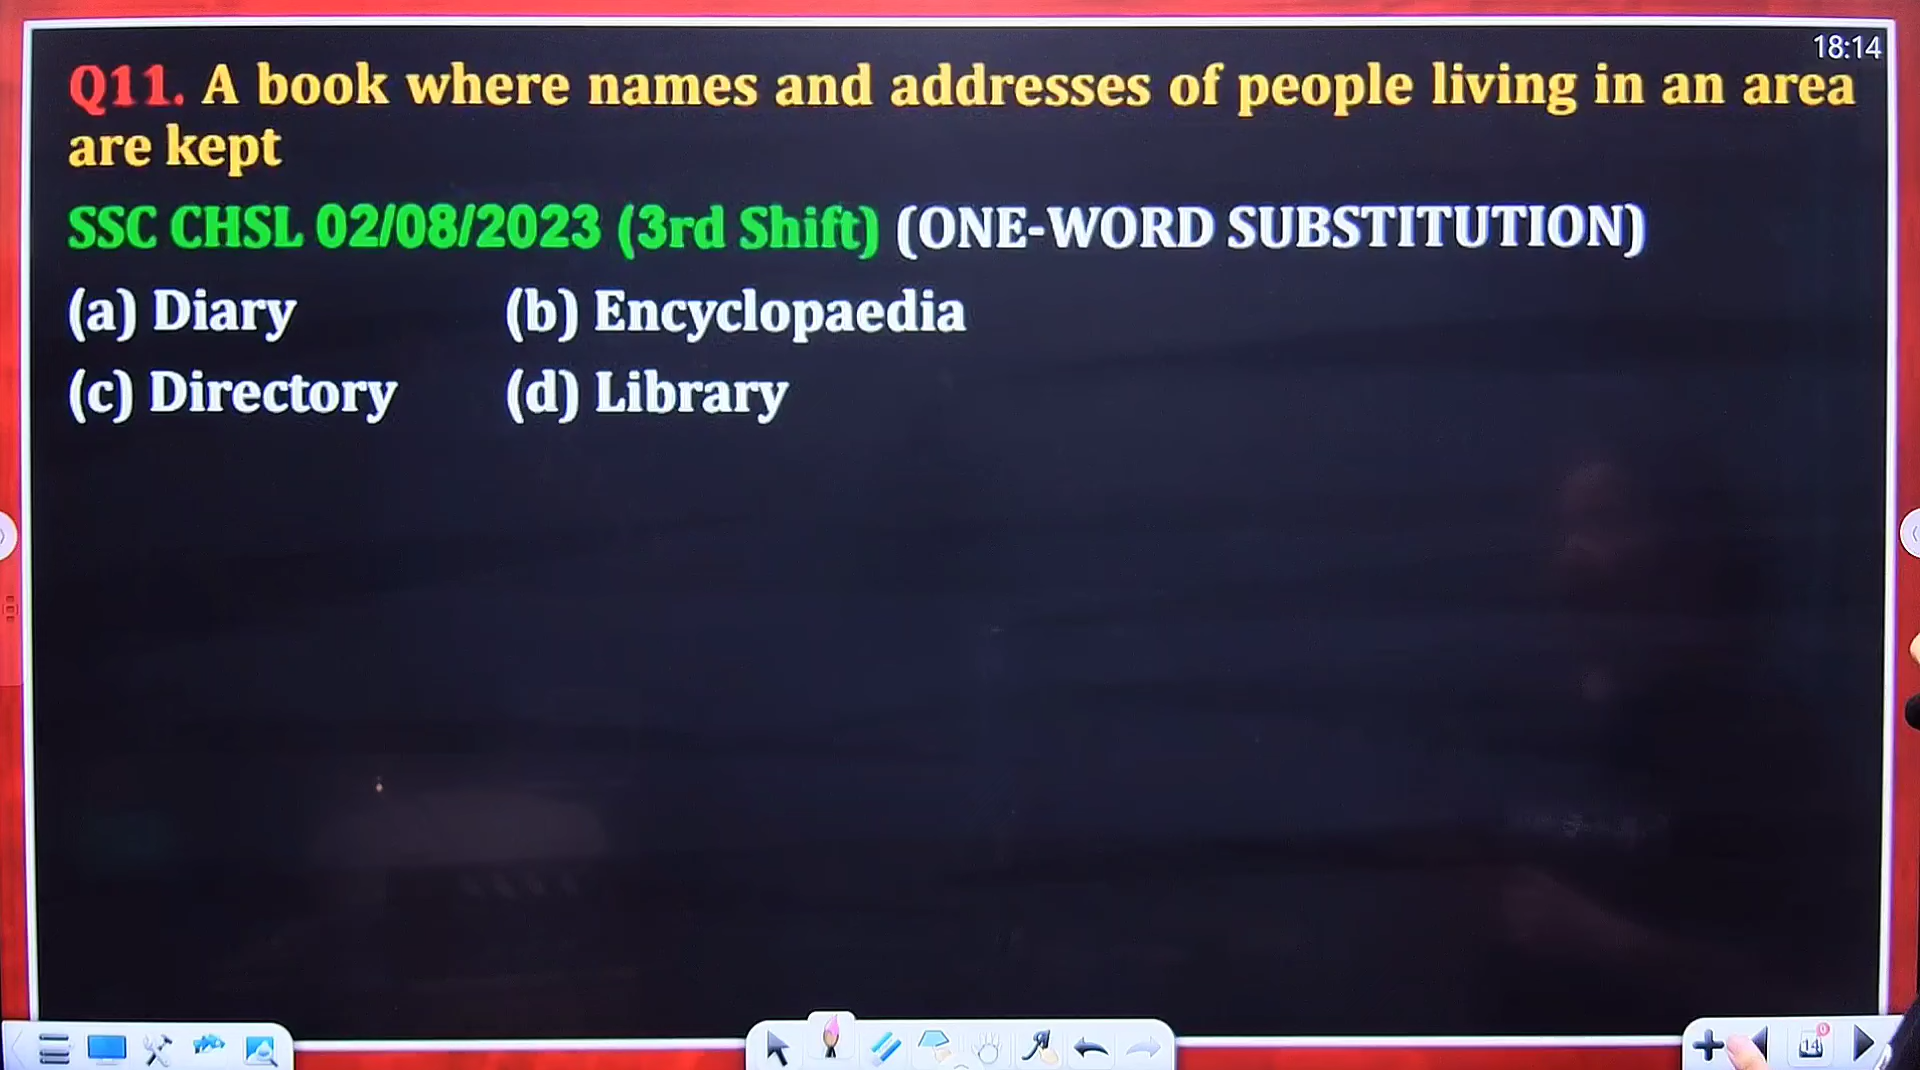 18:14
Q11. A book where names and addresses of people living in an area
are kept
SSC CHSL 02/08/2023 (3rd Shift) (ONE-WORD SUBSTITUTION)
(a) Diary (b) Encyclopaedia
(c) Directory (d) Library
14
0